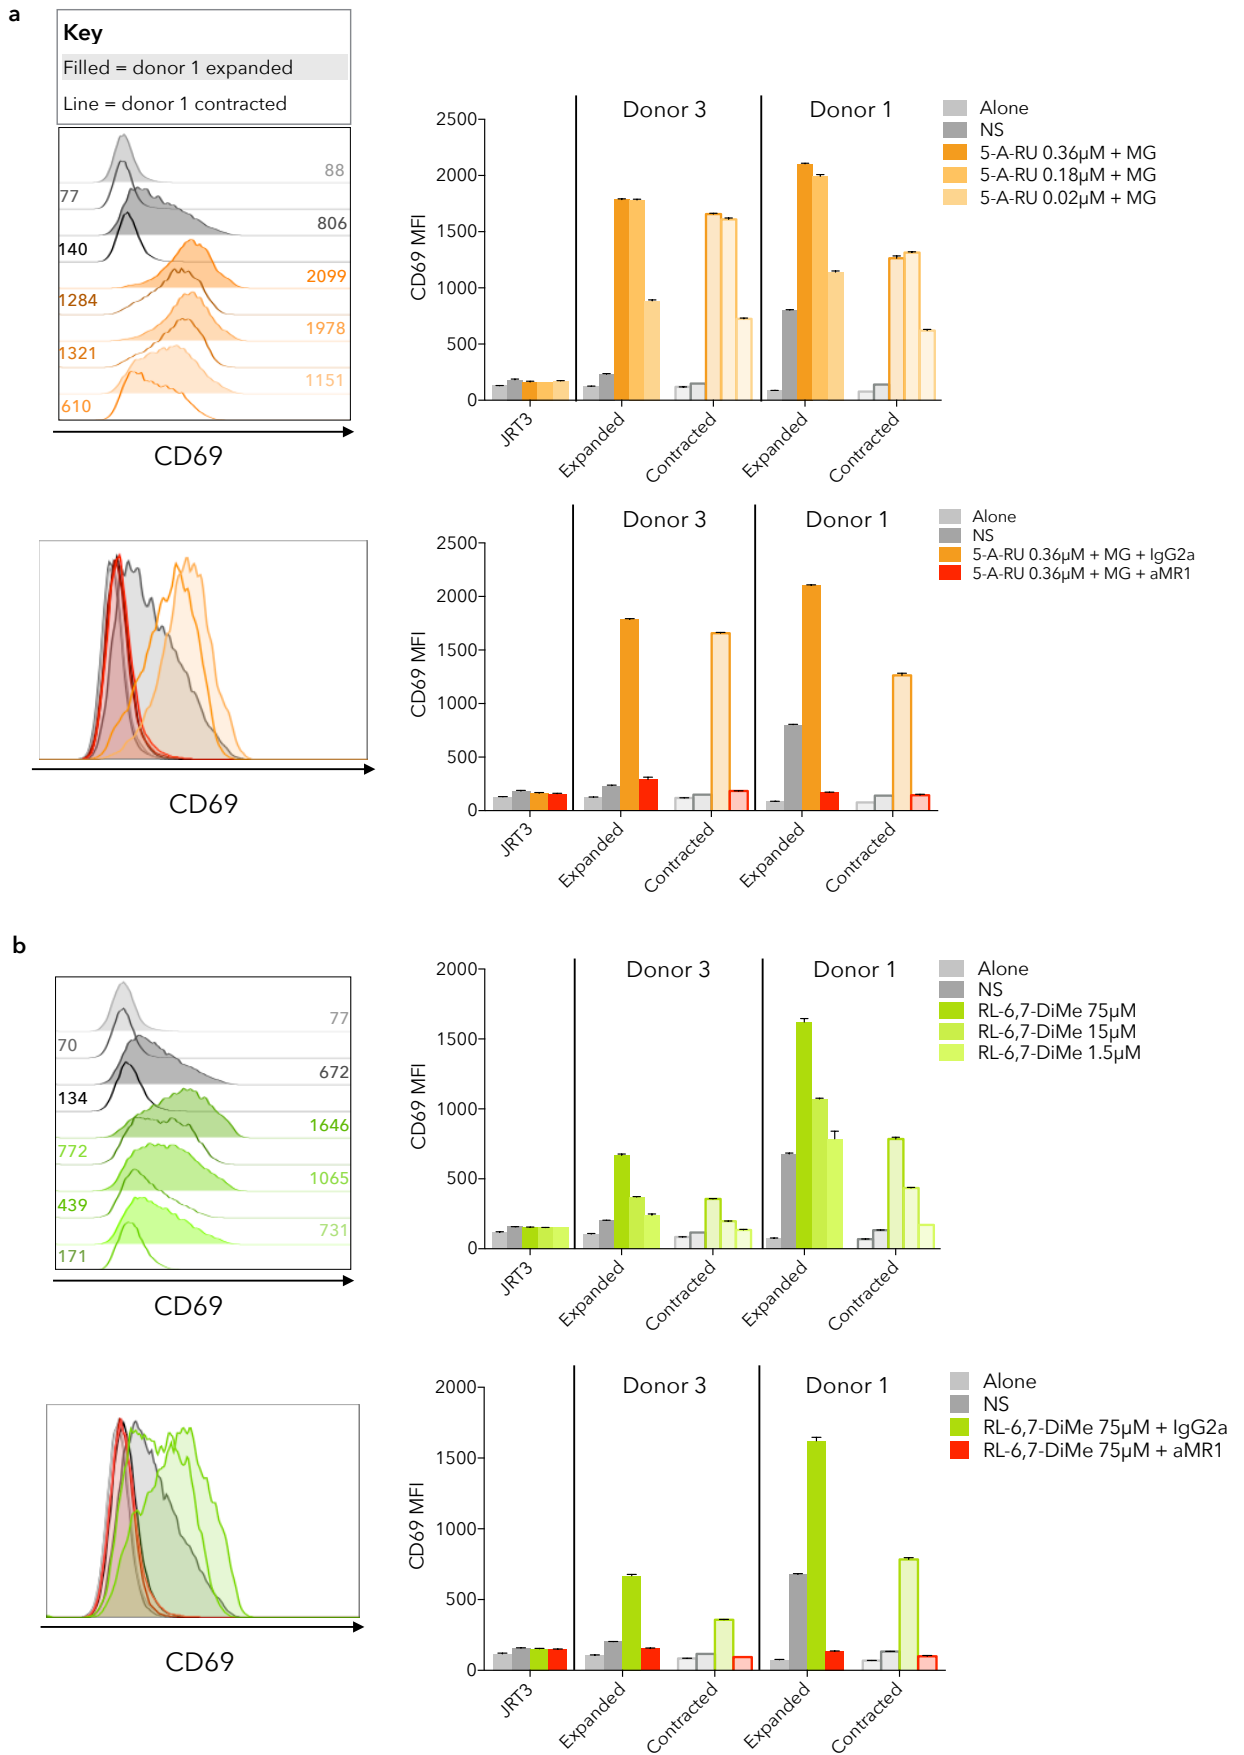 a
Key
Filled = donor 1 expanded
Line = donor 1 contracted
88
77
806
140
2099
1284
1978
1321
1151
610
CD69
Donor 3
Donor 1
CD69 MFI
2500
2000
1500
1000
500
0
JRT3
Expanded
Contracted
Expanded
Contracted
Alone
NS
5-A-RU 0.36µM + MG
5-A-RU 0.18µM + MG
5-A-RU 0.02µM + MG
CD69
Donor 3
Donor 1
CD69 MFI
2500
2000
1500
1000
500
0
JRT3
Expanded
Contracted
Expanded
Contracted
Alone
NS
5-A-RU 0.36µM + MG + IgG2a
5-A-RU 0.36µM + MG + aMR1
b
77
70
672
134
1646
772
1065
439
731
171
CD69
Donor 3
Donor 1
CD69 MFI
2000
1500
1000
500
0
JRT3
Expanded
Contracted
Expanded
Contracted
Alone
NS
RL-6,7-DiMe 75µM
RL-6,7-DiMe 15µM
RL-6,7-DiMe 1.5µM
CD69
Donor 3
Donor 1
CD69 MFI
2000
1500
1000
500
0
JRT3
Expanded
Contracted
Expanded
Contracted
Alone
NS
RL-6,7-DiMe 75µM + IgG2a
RL-6,7-DiMe 75µM + aMR1